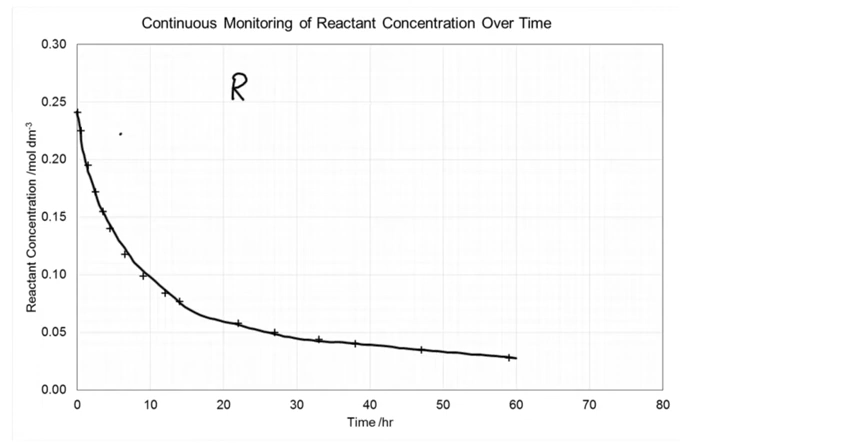 Continuous Monitoring of Reactant Concentration Over Time
R
Reactant Concentration /mol dm⁻³
0.30
0.25
0.20
0.15
0.10
0.05
0.00
0 10 20 30 40 50 60 70 80
Time /hr